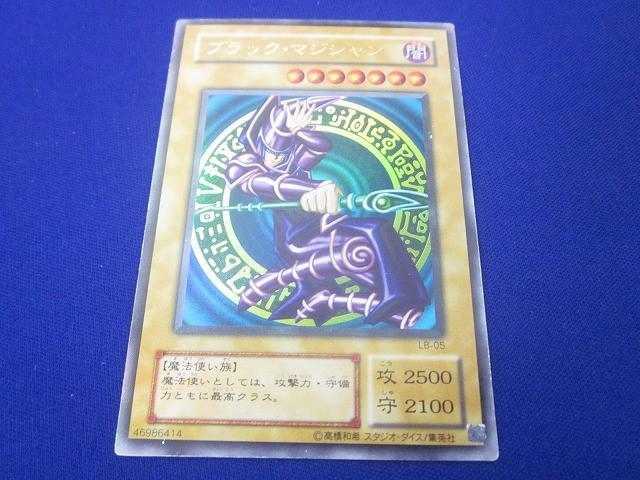 ブラック・マジシャン
闇
LB-05
【魔法使い族】
魔法使いとしては、攻撃力・守備
力ともに最高クラス。
攻 2500
守 2100
46986414
©高橋和希 スタジオ・ダイス/集英社